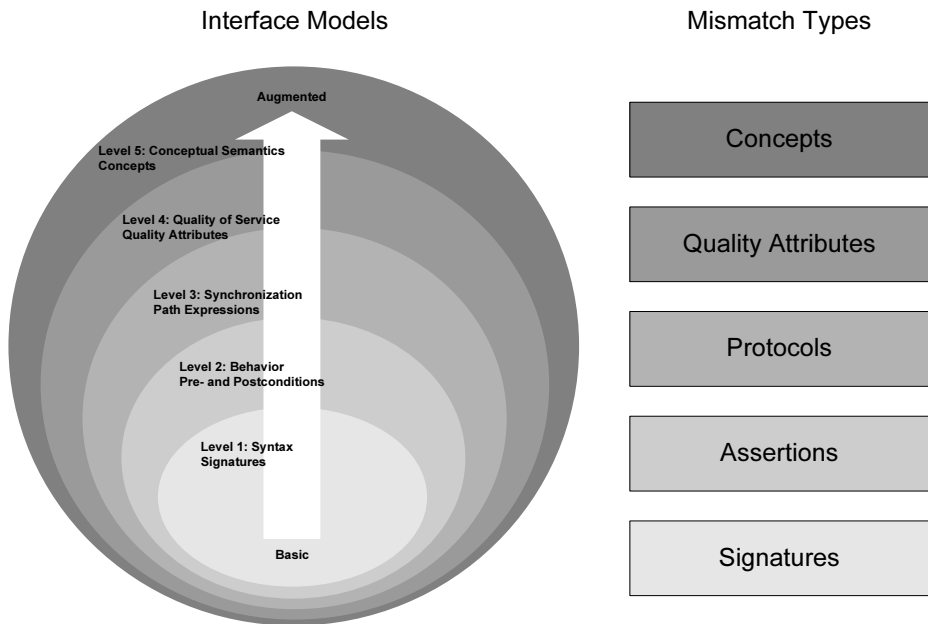 Interface Models
Mismatch Types
Augmented
Level 5: Conceptual Semantics
Concepts
Level 4: Quality of Service
Quality Attributes
Level 3: Synchronization
Path Expressions
Level 2: Behavior
Pre- and Postconditions
Level 1: Syntax
Signatures
Basic
Concepts
Quality Attributes
Protocols
Assertions
Signatures